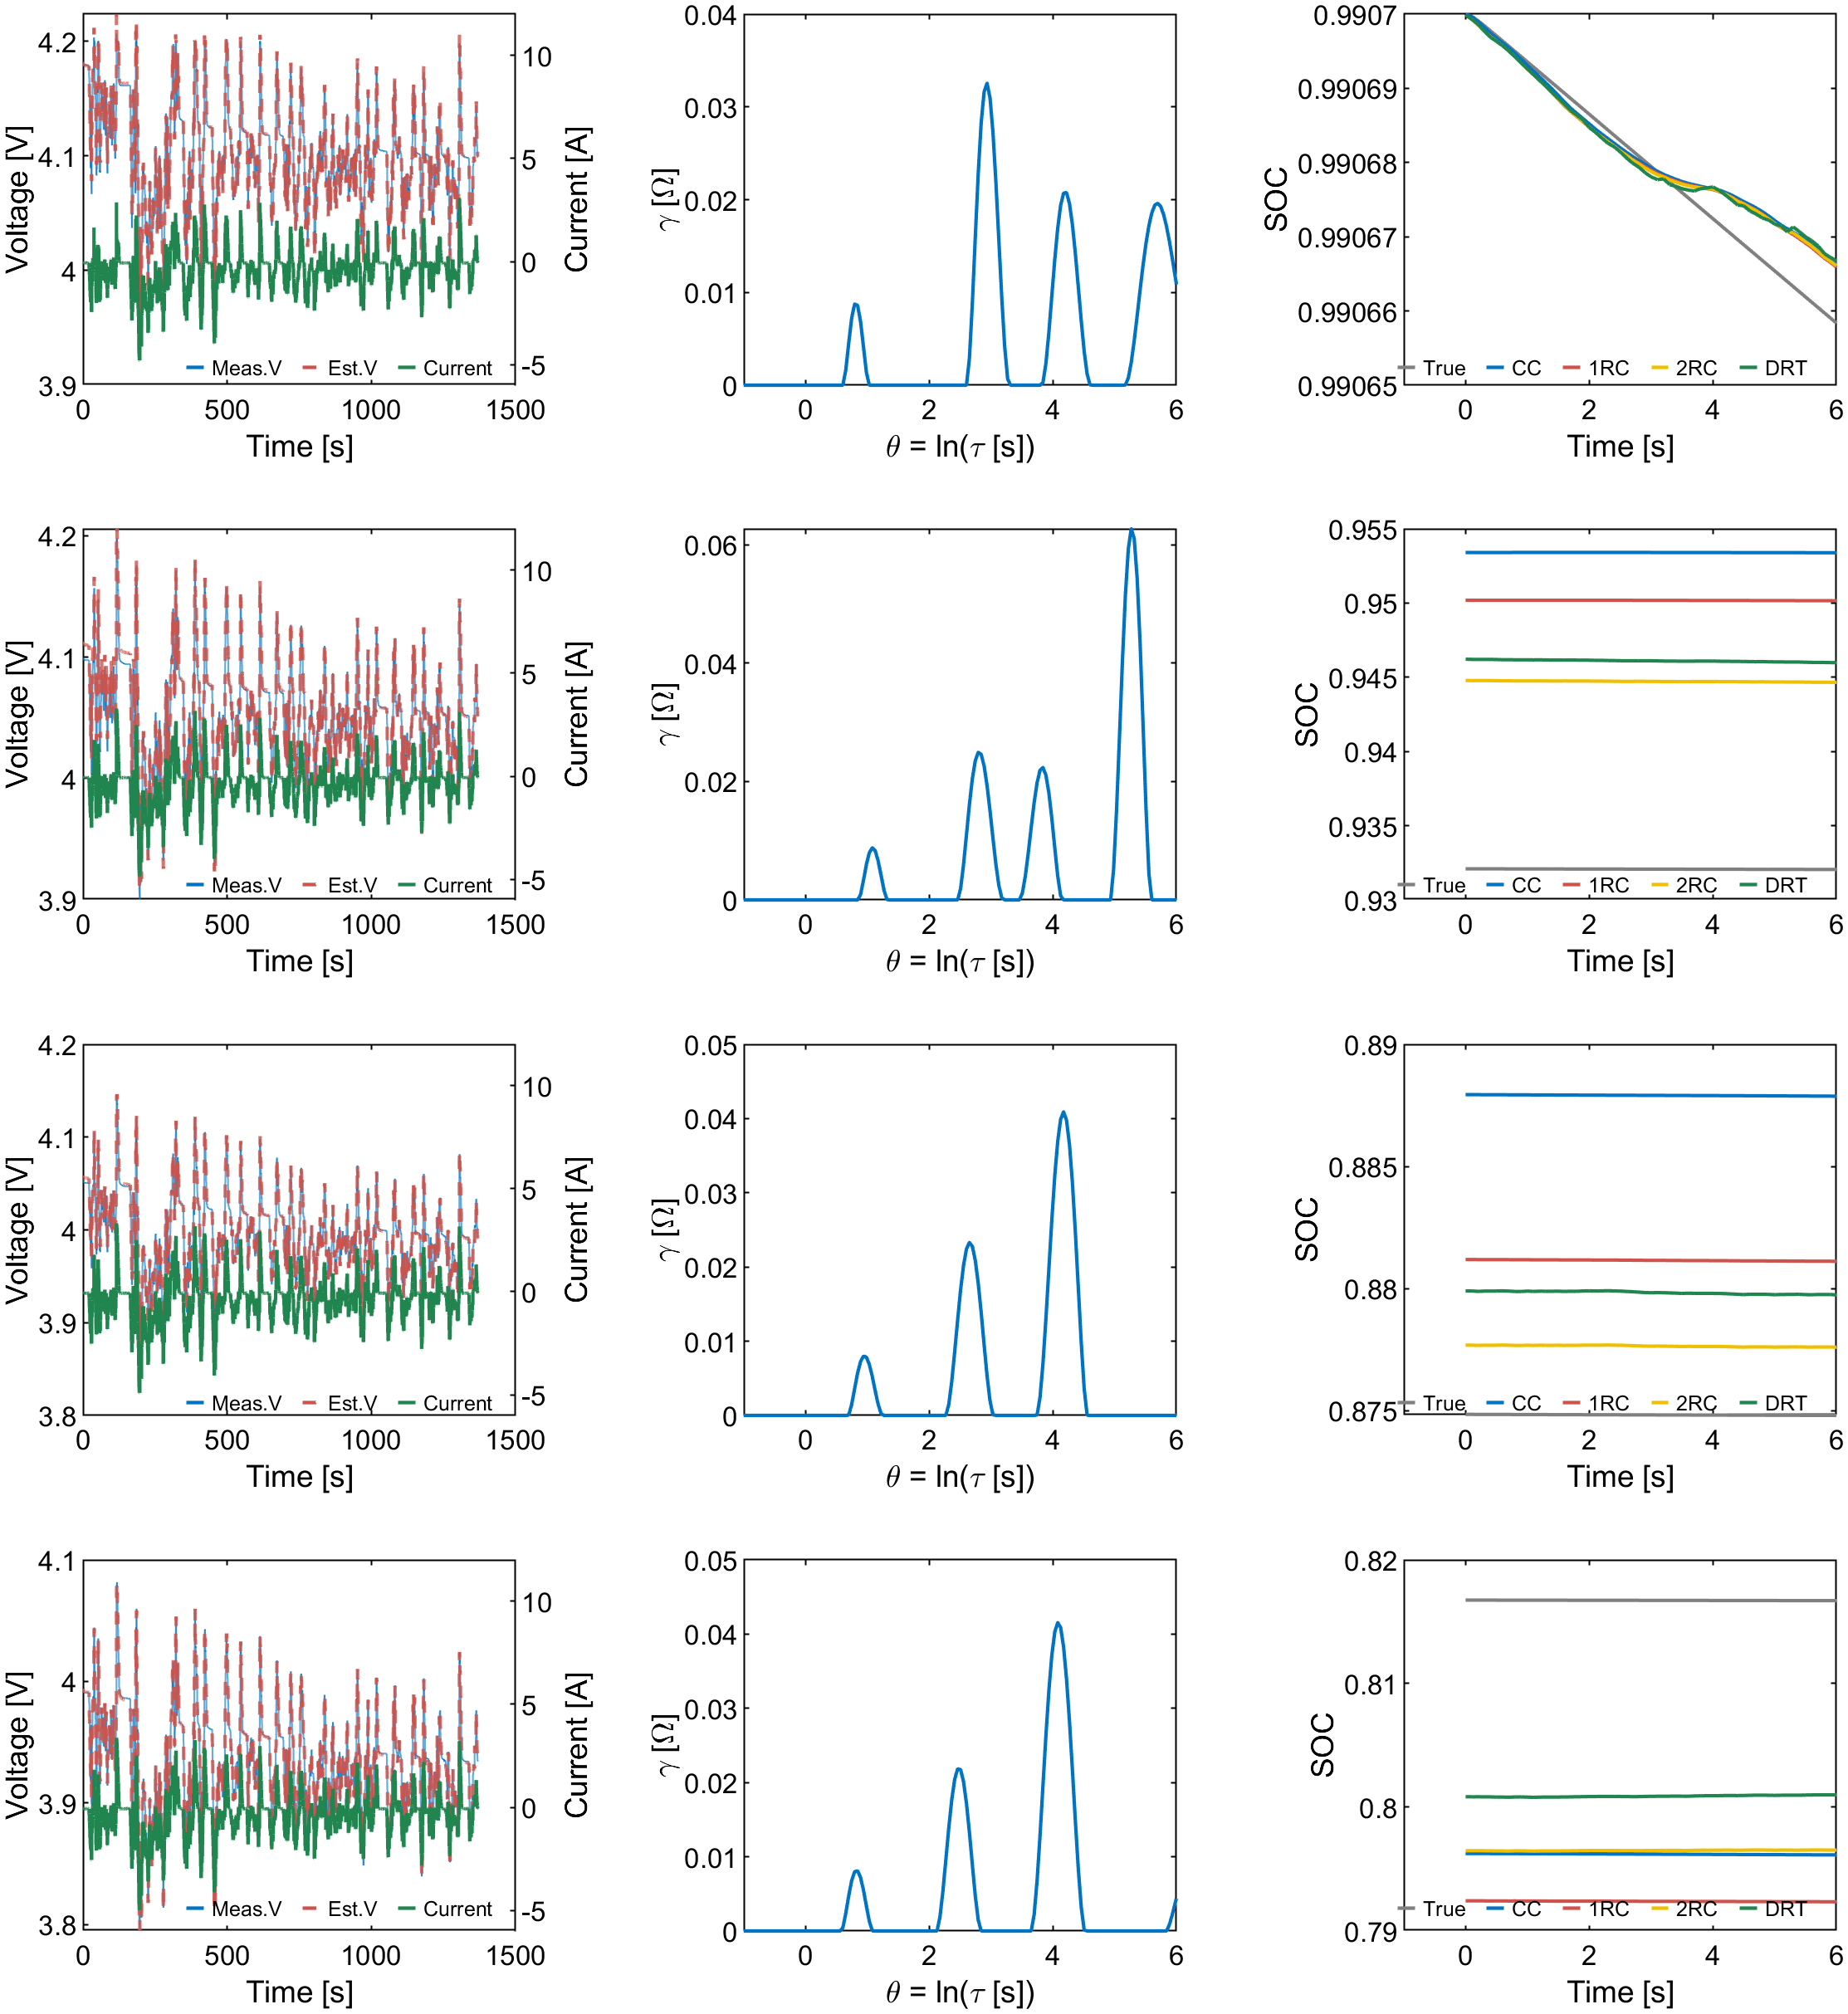 4.2
4.1
4
3.9
Voltage [V]
10
5
0
-5
Current [A]
Meas.V Est.V Current
0 500 1000 1500
Time [s]
0.04
0.03
0.02
0.01
0
γ [Ω]
0 2 4 6
θ = ln(τ [s])
0.9907
0.99069
0.99068
0.99067
0.99066
0.99065
SOC
True CC 1RC 2RC DRT
0 2 4 6
Time [s]
4.2
4.1
4
3.9
Voltage [V]
10
5
0
-5
Current [A]
Meas.V Est.V Current
0 500 1000 1500
Time [s]
0.06
0.04
0.02
0
γ [Ω]
0 2 4 6
θ = ln(τ [s])
0.955
0.95
0.945
0.94
0.935
0.93
SOC
True CC 1RC 2RC DRT
0 2 4 6
Time [s]
4.2
4.1
4
3.9
3.8
Voltage [V]
10
5
0
-5
Current [A]
Meas.V Est.V Current
0 500 1000 1500
Time [s]
0.05
0.04
0.03
0.02
0.01
0
γ [Ω]
0 2 4 6
θ = ln(τ [s])
0.89
0.885
0.88
0.875
SOC
True CC 1RC 2RC DRT
0 2 4 6
Time [s]
4.1
4
3.9
3.8
Voltage [V]
10
5
0
-5
Current [A]
Meas.V Est.V Current
0 500 1000 1500
Time [s]
0.05
0.04
0.03
0.02
0.01
0
γ [Ω]
0 2 4 6
θ = ln(τ [s])
0.82
0.81
0.8
0.79
SOC
True CC 1RC 2RC DRT
0 2 4 6
Time [s]